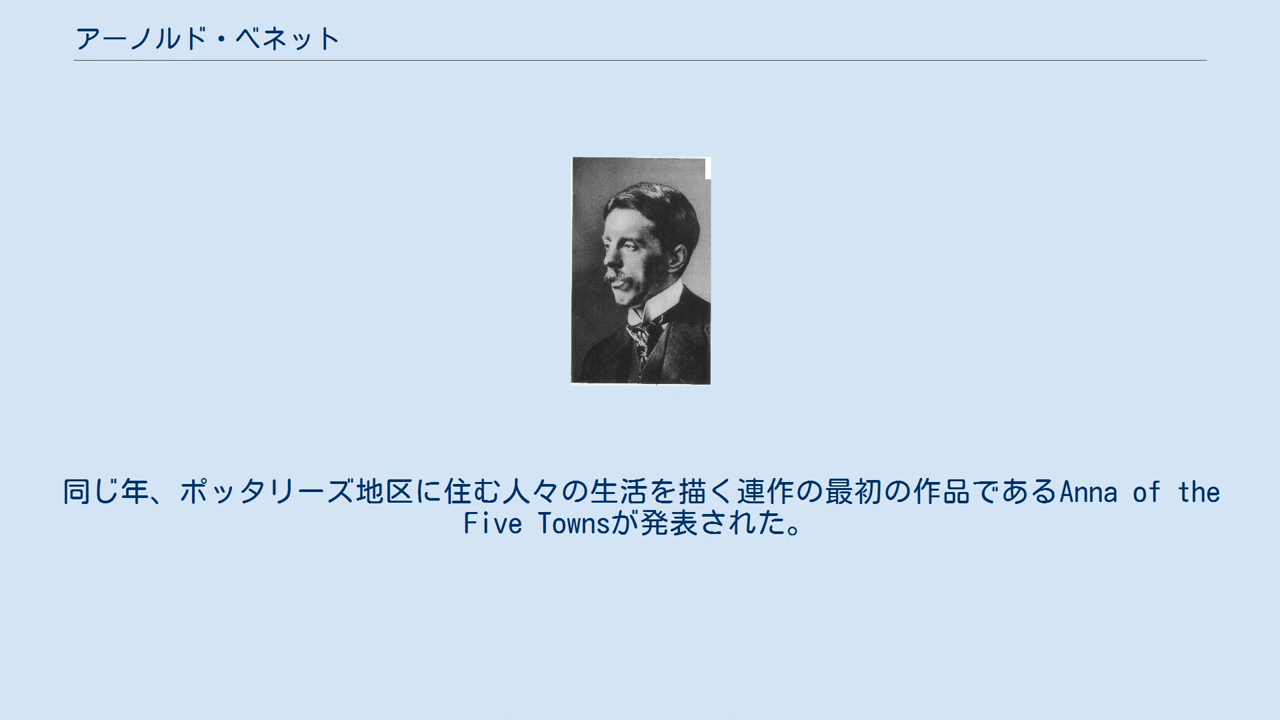 アーノルド・ベネット
同じ年、ポッタリーズ地区に住む人々の生活を描く連作の最初の作品であるAnna of the
Five Townsが発表された。